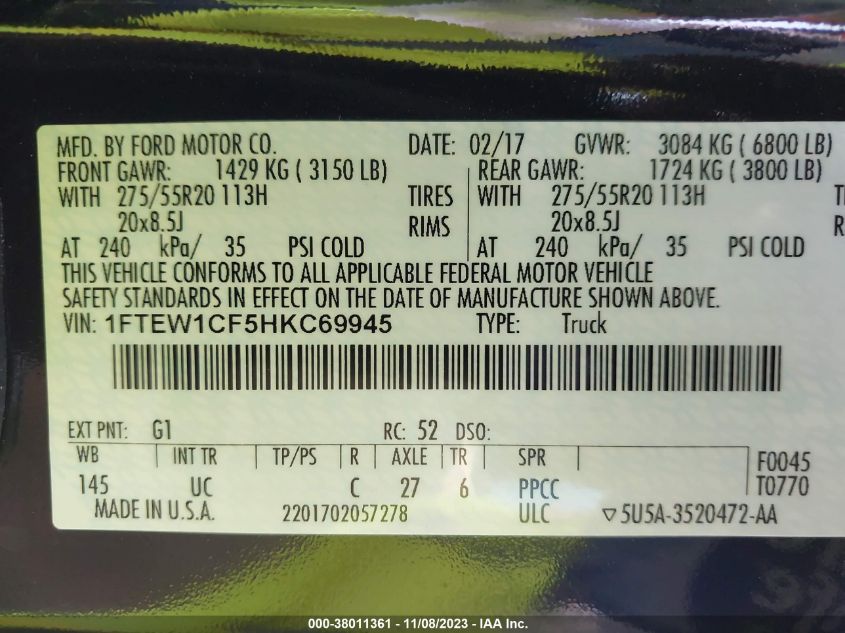 MFD. BY FORD MOTOR CO. DATE: 02/17 GVWR: 3084 KG ( 6800 LB)
FRONT GAWR: 1429 KG ( 3150 LB) REAR GAWR: 1724 KG ( 3800 LB)
WITH 275/55R20 113H TIRES WITH 275/55R20 113H
20x8.5J RIMS 20x8.5J
AT 240 kPa/ 35 PSI COLD AT 240 kPa/ 35 PSI COLD
THIS VEHICLE CONFORMS TO ALL APPLICABLE FEDERAL MOTOR VEHICLE
SAFETY STANDARDS IN EFFECT ON THE DATE OF MANUFACTURE SHOWN ABOVE.
VIN: 1FTEW1CF5HKC69945 TYPE: Truck
EXT PNT: G1 RC: 52 DSO:
WB INT TR TP/PS R AXLE TR SPR F0045
145 UC C 27 6 PPCC T0770
MADE IN U.S.A. 2201702057278 ULC 5U5A-3520472-AA
000-38011361 - 11/08/2023 - IAA Inc.